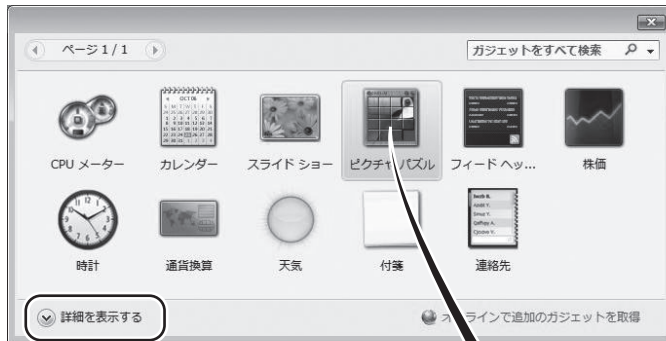 ページ 1 / 1
ガジェットをすべて検索
OCT 06
CPU メーター
カレンダー
スライド ショー
ピクチャ パズル
フィード ヘッ...
株価
時計
通貨換算
天気
付箋
連絡先
詳細を表示する
オンラインで追加のガジェットを取得